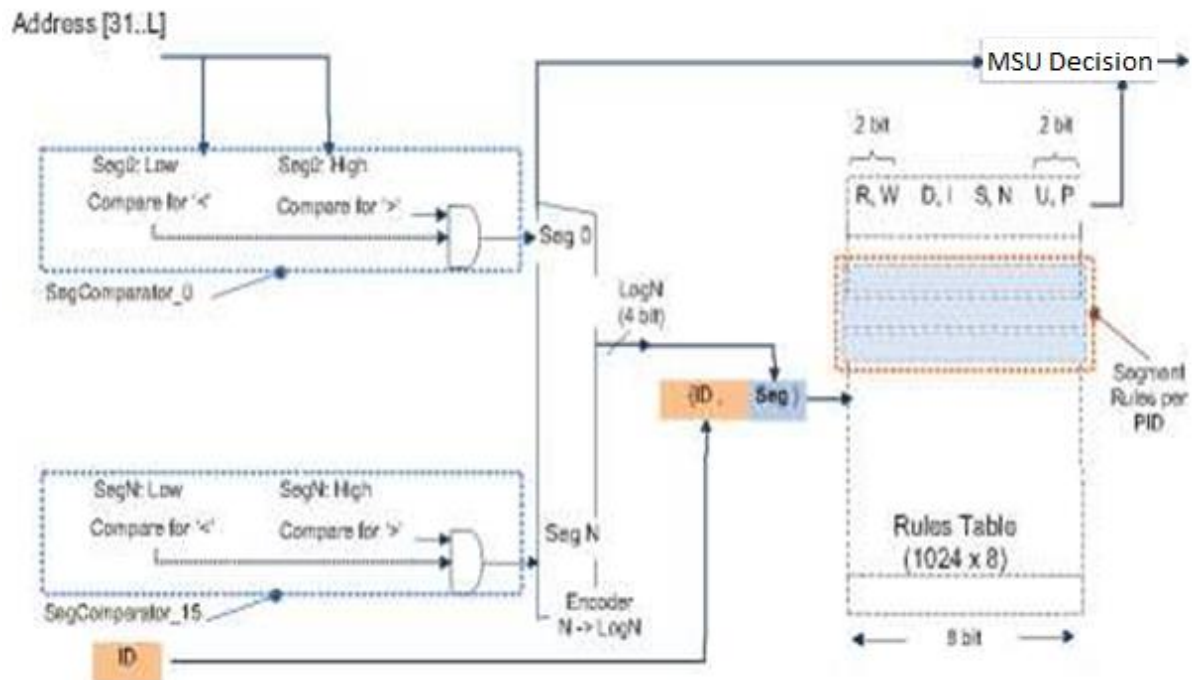 Address [31..L]
MSU Decision
2 bit
2 bit
Seg0: Low
Seg0: High
Compare for '<'
Compare for '>'
R, W
D, I
S, N
U, P
Seg 0
SegComparator_0
LogN
(4 bit)
(ID ,
Seg )
Segment
Rules per
PID
SegN: Low
SegN: High
Compare for '<'
Compare for '>'
Seg N
Rules Table
(1024 x 8)
SegComparator_15
Encoder
N -> LogN
ID
8 bit